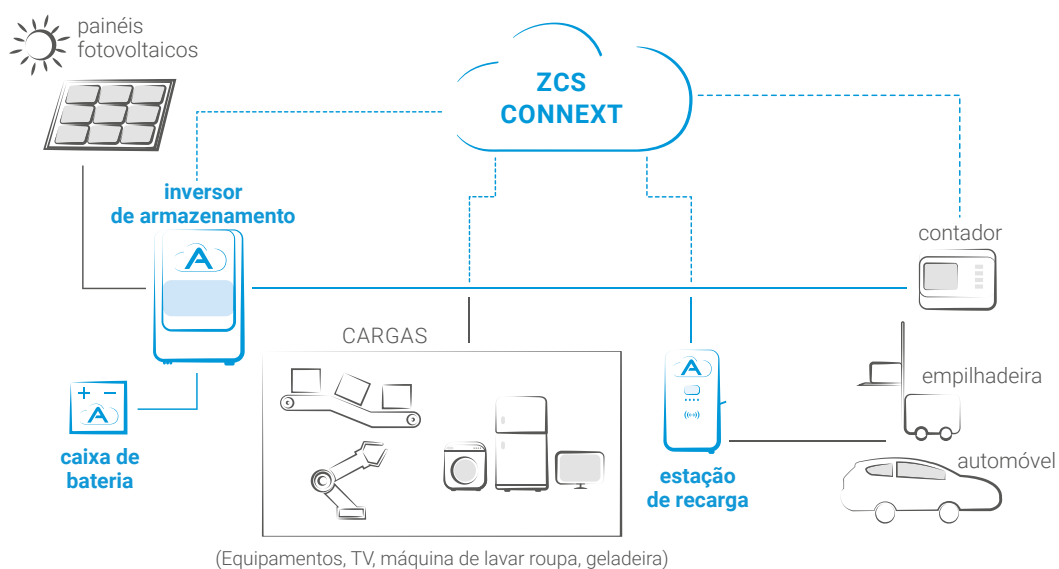 painéis
fotovoltaicos
ZCS
CONNEXT
inversor
de armazenamento
A
contador
CARGAS
A
empilhadeira
+ −
A
caixa de
bateria
estação
de recarga
automóvel
(Equipamentos, TV, máquina de lavar roupa, geladeira)